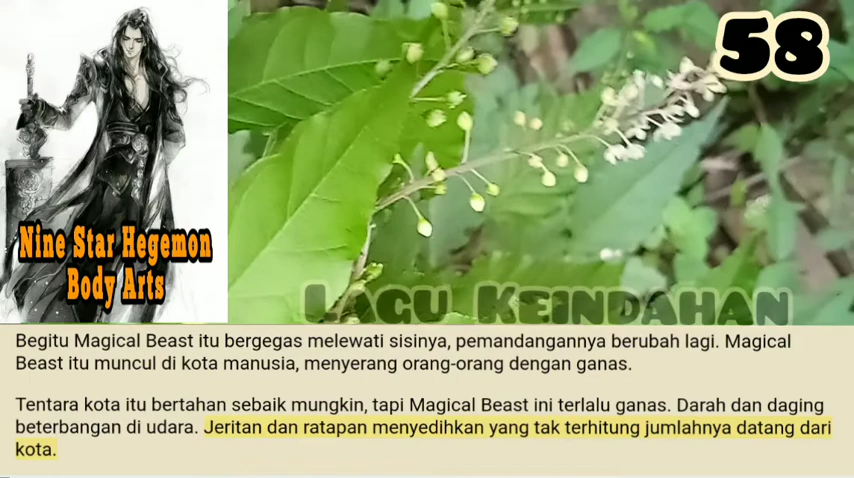 58
Nine Star Hegemon
Body Arts
LAGU KEINDAHAN
Begitu Magical Beast itu bergegas melewati sisinya, pemandangannya berubah lagi. Magical
Beast itu muncul di kota manusia, menyerang orang-orang dengan ganas.
Tentara kota itu bertahan sebaik mungkin, tapi Magical Beast ini terlalu ganas. Darah dan daging
beterbangan di udara. Jeritan dan ratapan menyedihkan yang tak terhitung jumlahnya datang dari
kota.